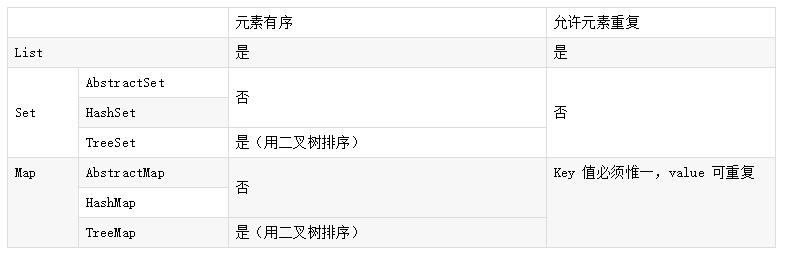 元素有序 允许元素重复
List 是 是
AbstractSet
否
Set HashSet 否
TreeSet 是（用二叉树排序）
Map AbstractMap Key 值必须惟一，value 可重复
否
HashMap
TreeMap 是（用二叉树排序）